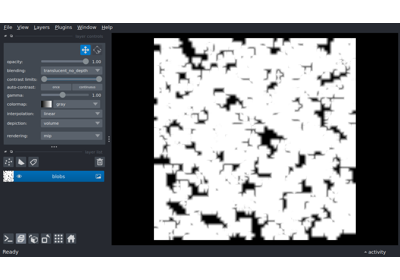 File View Layers Plugins Window Help
opacity: 1.00
blending: translucent_no_depth
contrast limits:
auto-contrast: once continuous
gamma: 1.00
colormap: gray
interpolation: linear
depiction: volume
rendering: mip
blobs
Ready
activity